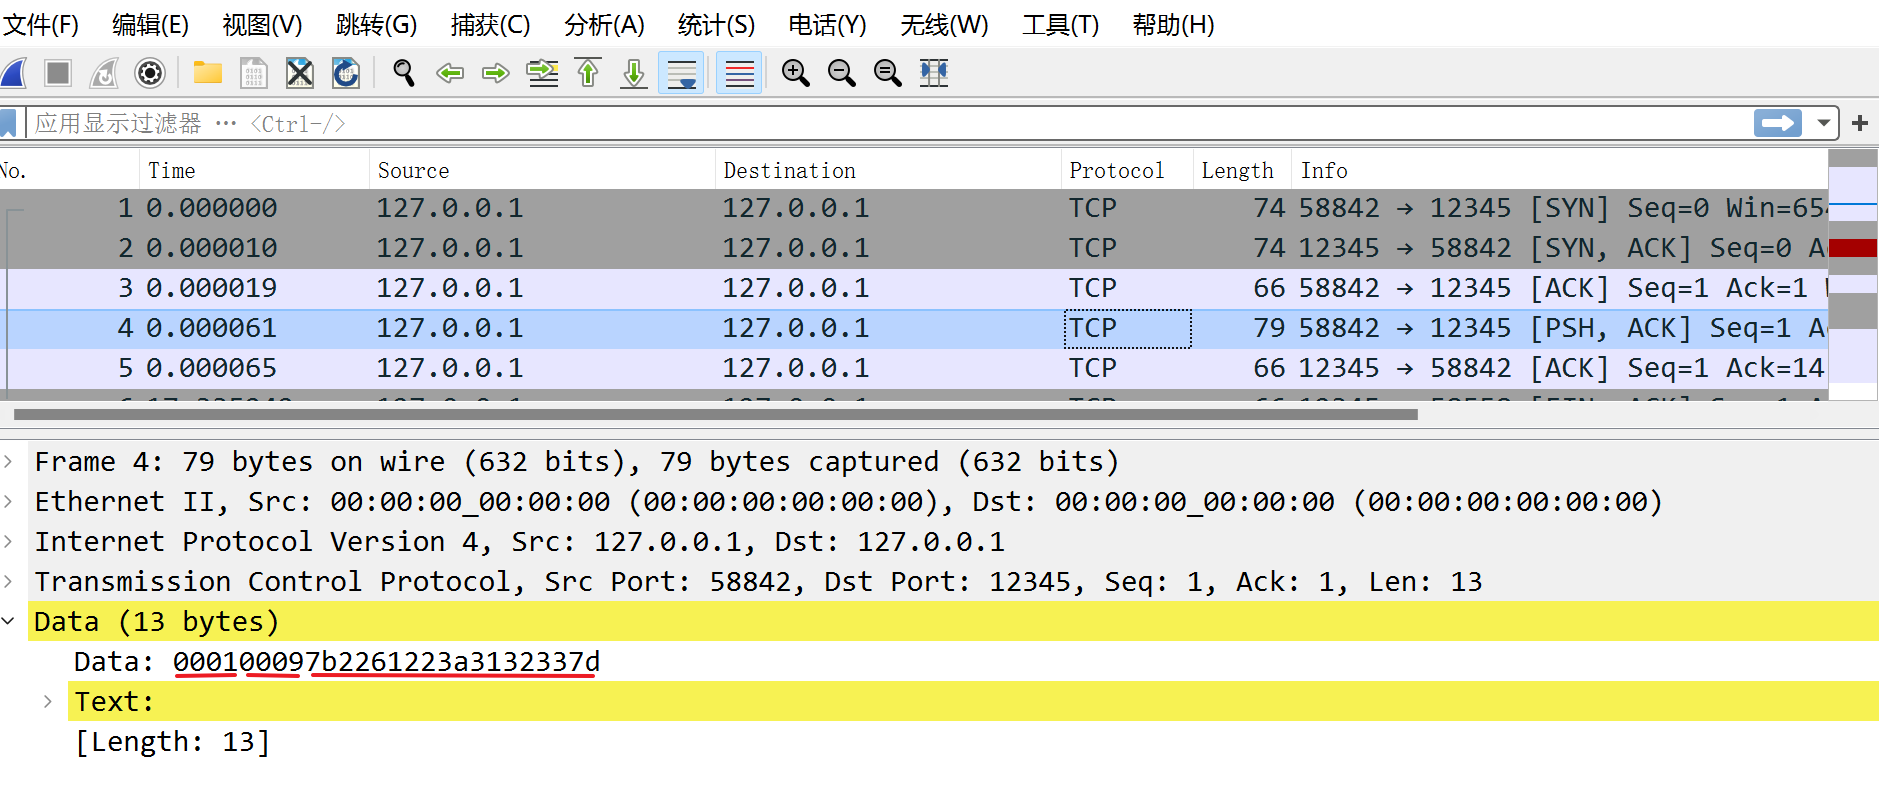 文件(F) 编辑(E) 视图(V) 跳转(G) 捕获(C) 分析(A) 统计(S) 电话(Y) 无线(W) 工具(T) 帮助(H)
应用显示过滤器 … <Ctrl-/>
No. Time Source Destination Protocol Length Info
1 0.000000 127.0.0.1 127.0.0.1 TCP 74 58842 → 12345 [SYN] Seq=0 Win=654
2 0.000010 127.0.0.1 127.0.0.1 TCP 74 12345 → 58842 [SYN, ACK] Seq=0 A
3 0.000019 127.0.0.1 127.0.0.1 TCP 66 58842 → 12345 [ACK] Seq=1 Ack=1
4 0.000061 127.0.0.1 127.0.0.1 TCP 79 58842 → 12345 [PSH, ACK] Seq=1 A
5 0.000065 127.0.0.1 127.0.0.1 TCP 66 12345 → 58842 [ACK] Seq=1 Ack=14
Frame 4: 79 bytes on wire (632 bits), 79 bytes captured (632 bits)
Ethernet II, Src: 00:00:00_00:00:00 (00:00:00:00:00:00), Dst: 00:00:00_00:00:00 (00:00:00:00:00:00)
Internet Protocol Version 4, Src: 127.0.0.1, Dst: 127.0.0.1
Transmission Control Protocol, Src Port: 58842, Dst Port: 12345, Seq: 1, Ack: 1, Len: 13
Data (13 bytes)
Data: 000100097b2261223a3132337d
Text:
[Length: 13]